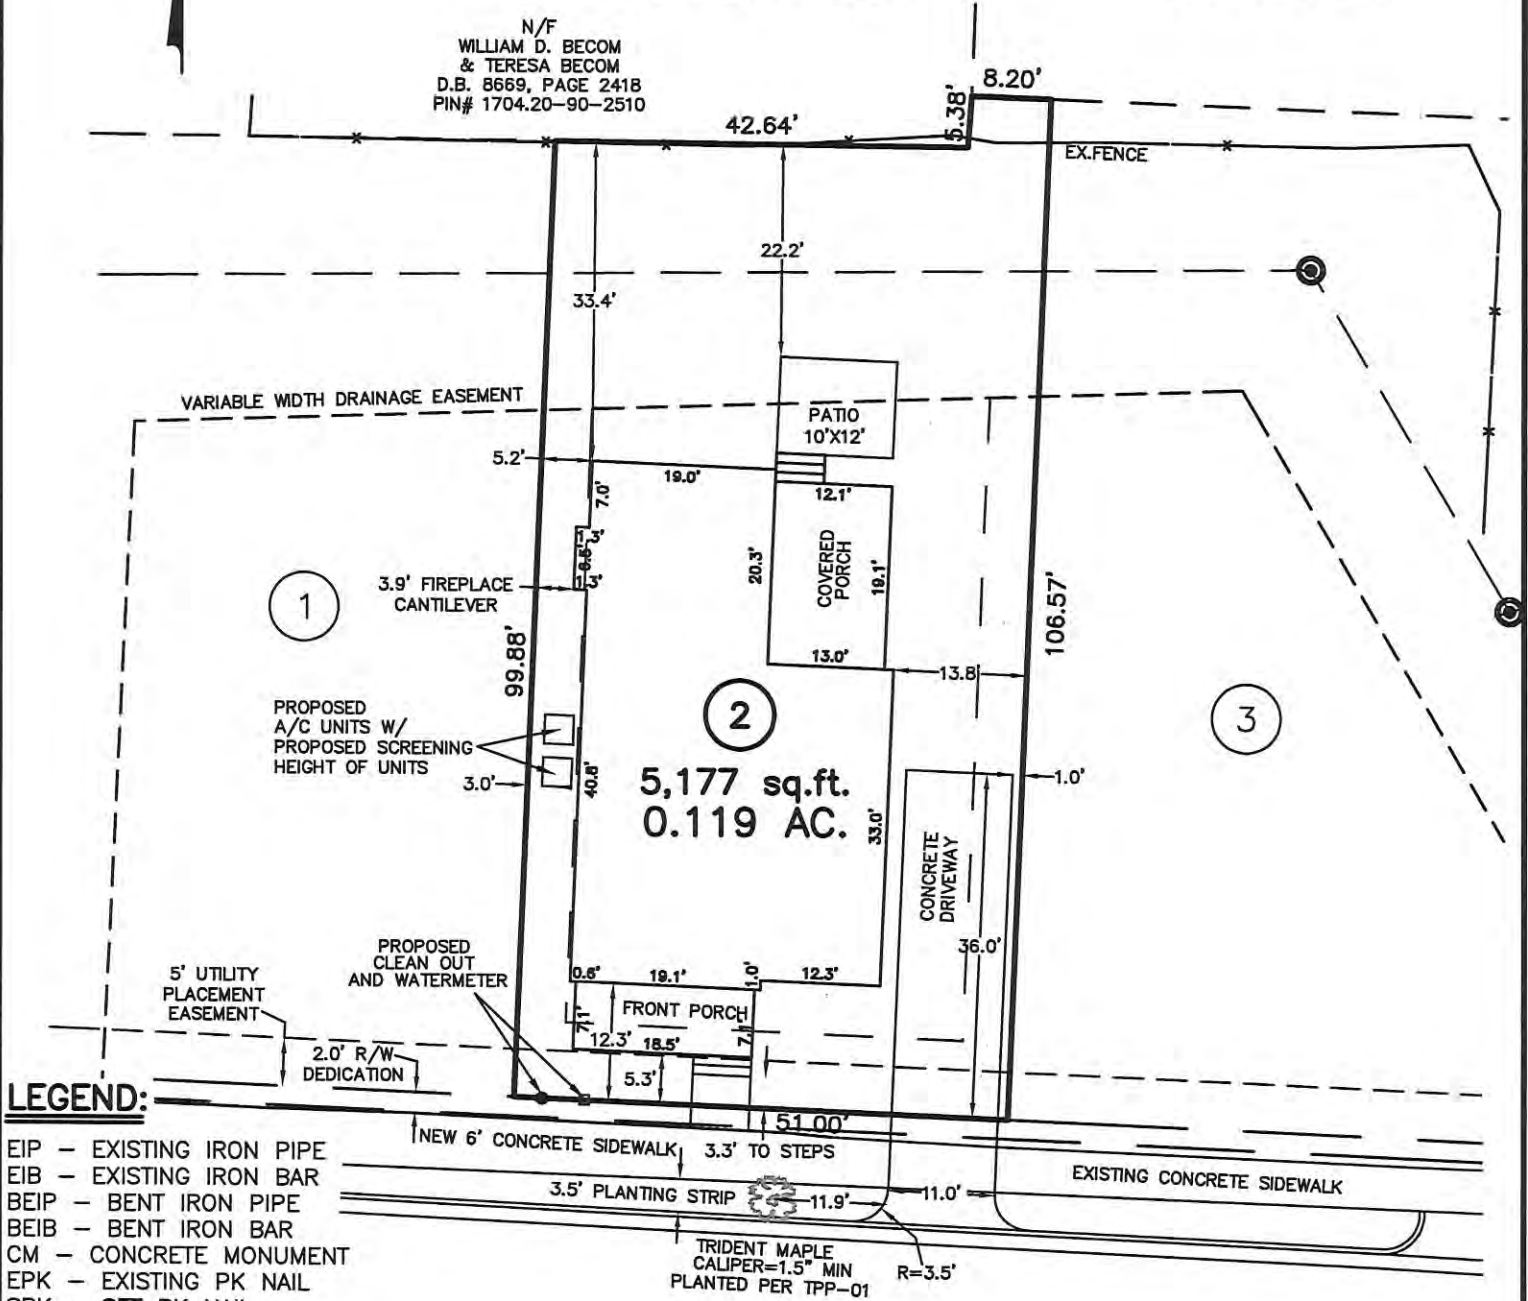 N/F
WILLIAM D. BECOM
& TERESA BECOM
D.B. 8669, PAGE 2418
PIN# 1704.20-90-2510
8.20'
5.38'
42.64'
EX.FENCE
22.2'
33.4'
VARIABLE WIDTH DRAINAGE EASEMENT
PATIO
10'X12'
5.2'
19.0'
7.0'
12.1'
1.3'
6.5'
1.3'
20.3'
COVERED
PORCH
19.1'
3.9' FIREPLACE
CANTILEVER
1
99.88'
106.57'
13.0'
13.8'
PROPOSED
A/C UNITS W/
PROPOSED SCREENING
HEIGHT OF UNITS
3.0'
40.8'
2
5,177 sq.ft.
0.119 AC.
3
1.0'
33.0'
CONCRETE
DRIVEWAY
36.0'
PROPOSED
CLEAN OUT
AND WATERMETER
5' UTILITY
PLACEMENT
EASEMENT
0.6'
19.1'
1.0'
12.3'
FRONT PORCH
7.1'
7.1'
12.3'
18.5'
2.0' R/W
DEDICATION
5.3'
51.00'
NEW 6' CONCRETE SIDEWALK
3.3' TO STEPS
EXISTING CONCRETE SIDEWALK
3.5' PLANTING STRIP
11.9'
11.0'
TRIDENT MAPLE
CALIPER=1.5" MIN
PLANTED PER TPP-01
R=3.5'
LEGEND:
EIP - EXISTING IRON PIPE
EIB - EXISTING IRON BAR
BEIP - BENT IRON PIPE
BEIB - BENT IRON BAR
CM - CONCRETE MONUMENT
EPK - EXISTING PK NAIL